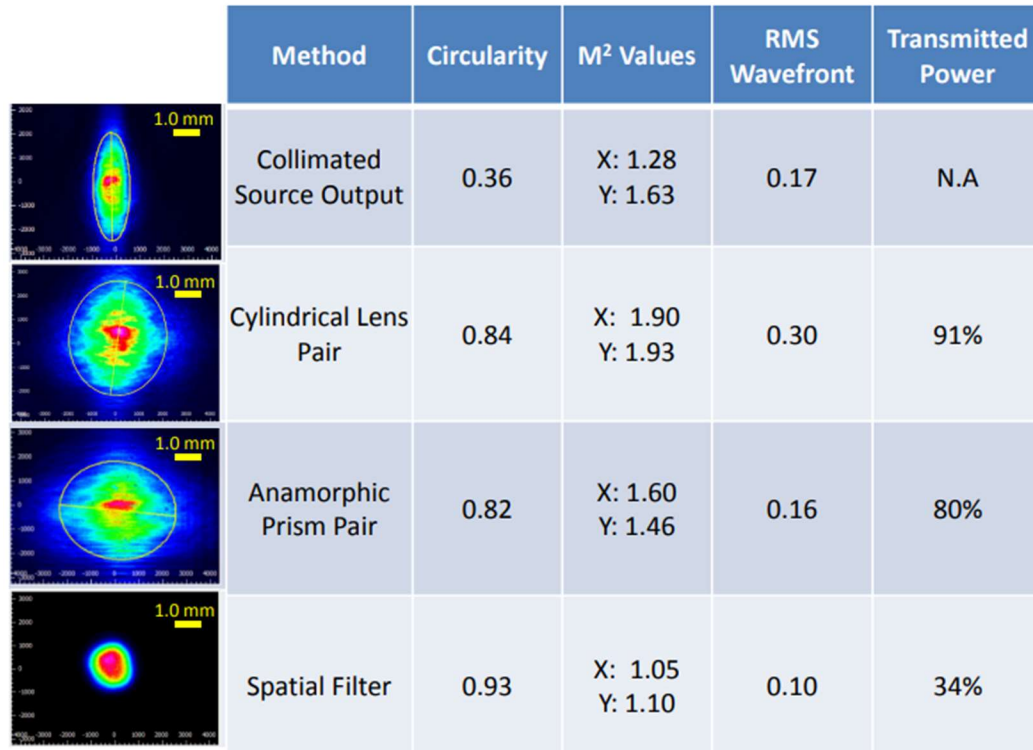 Method Circularity M² Values RMS Wavefront Transmitted Power
1.0 mm
Collimated Source Output 0.36 X: 1.28 Y: 1.63 0.17 N.A
1.0 mm
Cylindrical Lens Pair 0.84 X: 1.90 Y: 1.93 0.30 91%
1.0 mm
Anamorphic Prism Pair 0.82 X: 1.60 Y: 1.46 0.16 80%
1.0 mm
Spatial Filter 0.93 X: 1.05 Y: 1.10 0.10 34%